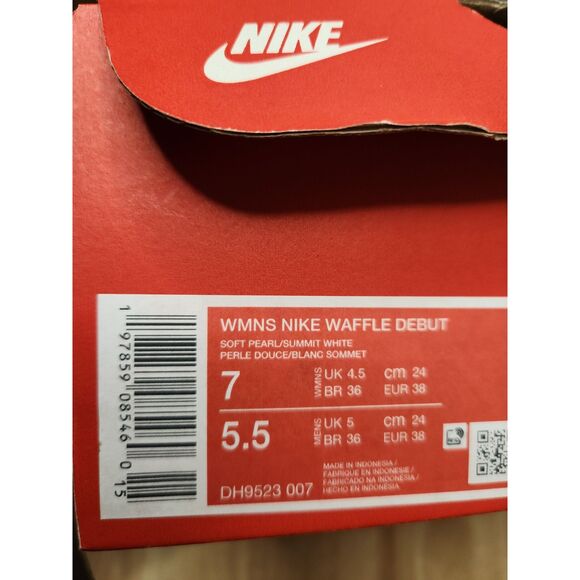 NIKE
WMNS NIKE WAFFLE DEBUT
SOFT PEARL/SUMMIT WHITE
PERLE DOUCE/BLANC SOMMET
7 WMNS UK 4.5 cm 24
BR 36 EUR 38
5.5 MENS UK 5 cm 24
BR 36 EUR 38
MADE IN INDONESIA /
FABRIQUE EN INDONESIE /
FABRICADO NA INDONESIA /
HECHO EN INDONESIA
DH9523 007
1 97859 08546 0 15